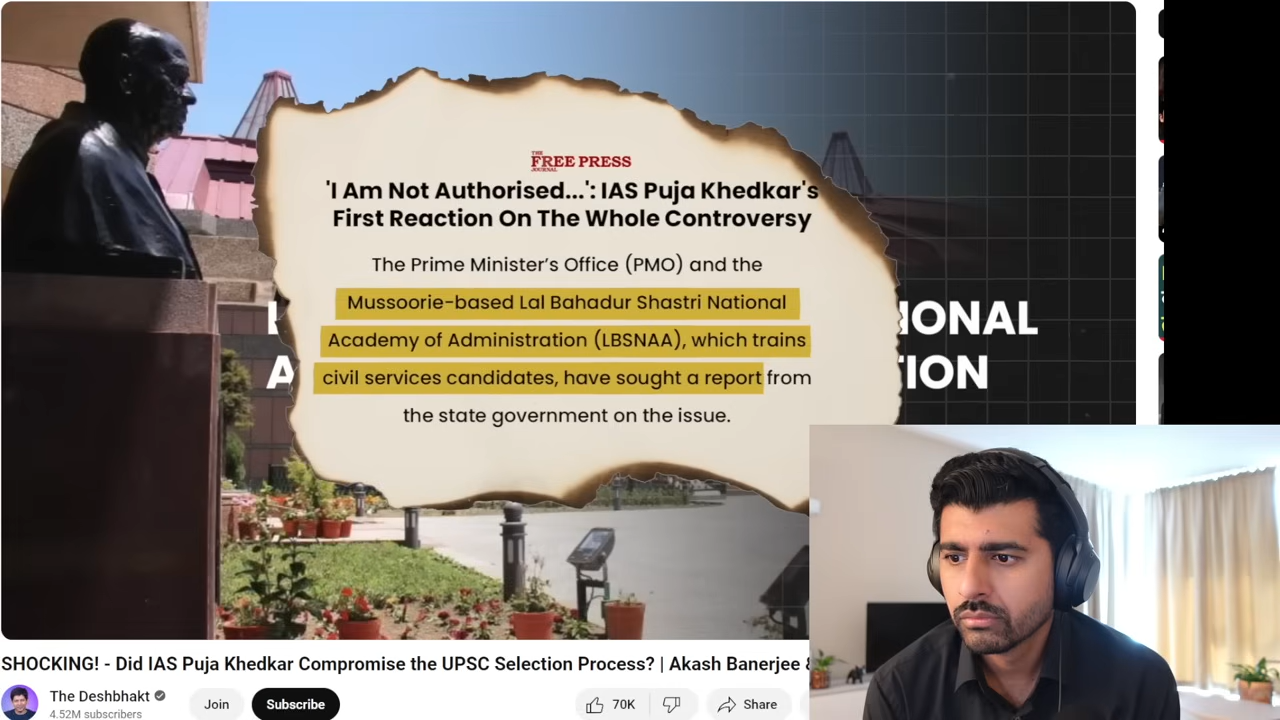 THE
FREE PRESS
JOURNAL
'I Am Not Authorised...': IAS Puja Khedkar's
First Reaction On The Whole Controversy
The Prime Minister's Office (PMO) and the
Mussoorie-based Lal Bahadur Shastri National
Academy of Administration (LBSNAA), which trains
civil services candidates, have sought a report from
the state government on the issue.
IONAL
A
TION
SHOCKING! - Did IAS Puja Khedkar Compromise the UPSC Selection Process? | Akash Banerjee &
The Deshbhakt
4.52M subscribers
Join
Subscribe
70K
Share